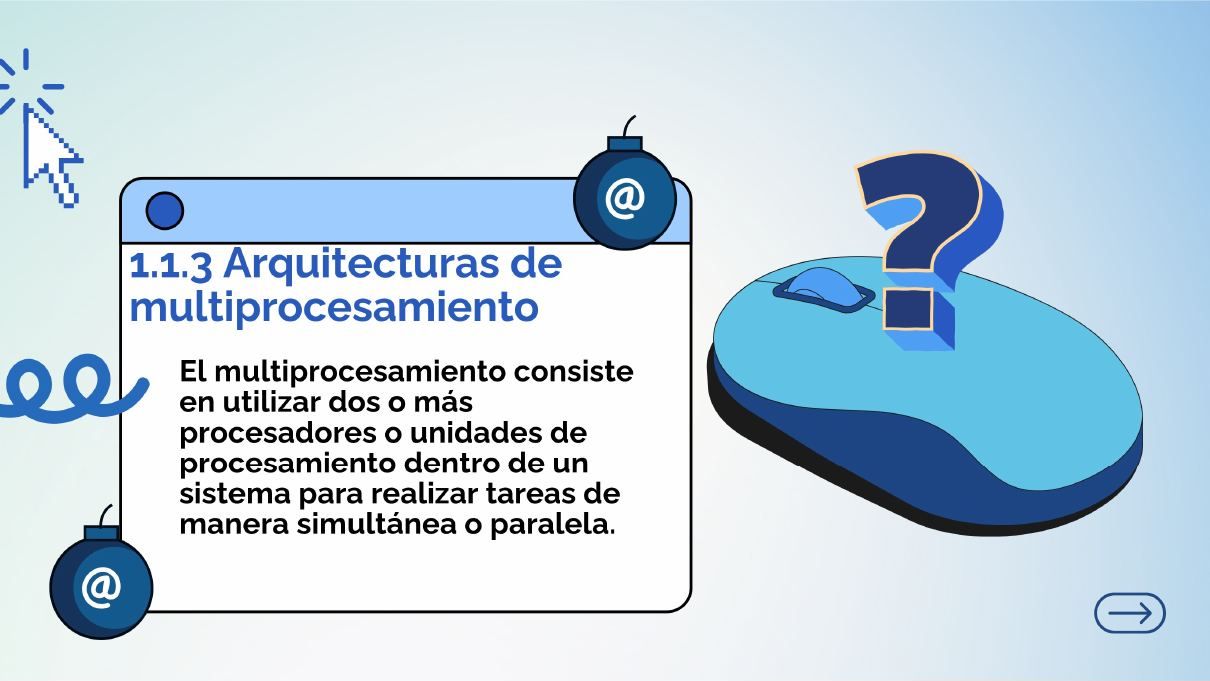 @
1.1.3 Arquitecturas de
multiprocesamiento
El multiprocesamiento consiste
en utilizar dos o más
procesadores o unidades de
procesamiento dentro de un
sistema para realizar tareas de
manera simultánea o paralela.
?
@